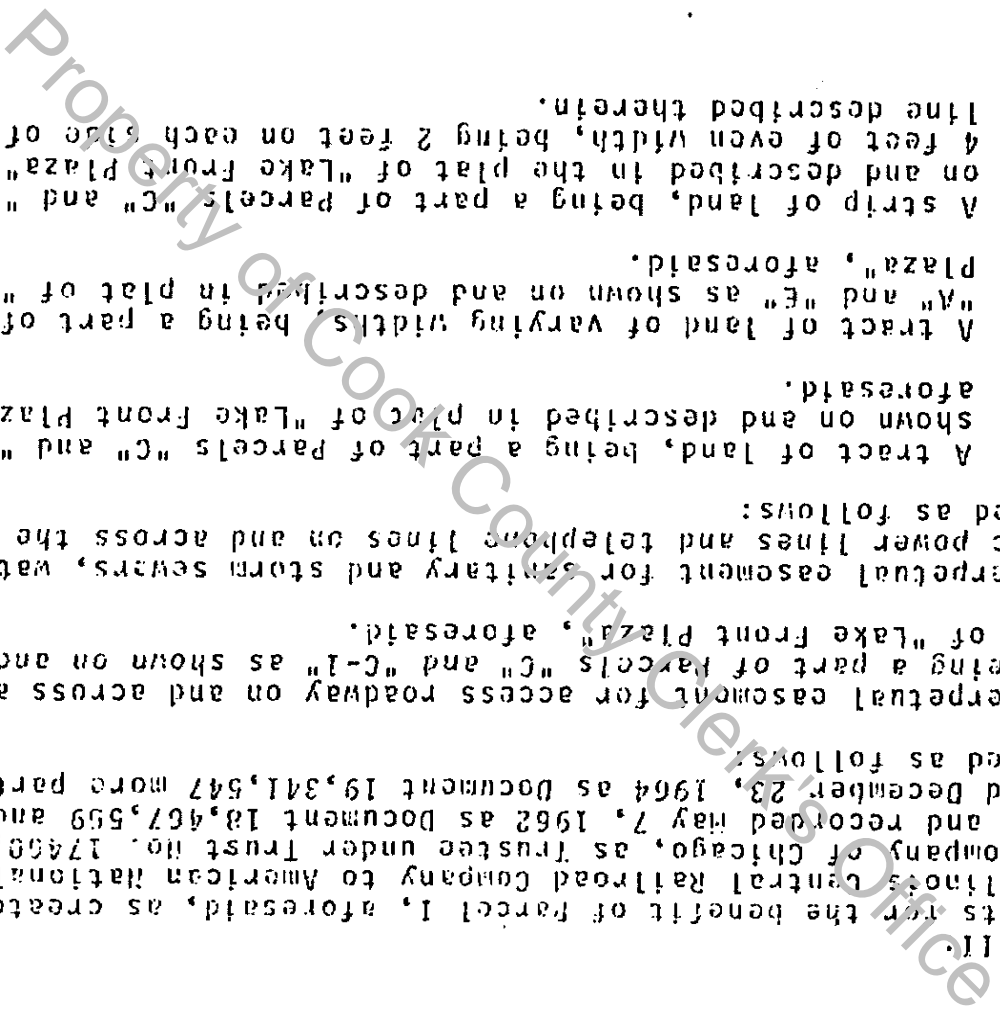 II.
ts for the benefit of Parcel I, aforesaid, as create
linois Central Railroad Company to American National
ompany of Chicago, as Trustee under Trust No. 17460
and recorded May 7, 1962 as Document 18,467,559 and
d December 23, 1964 as Document 19,341,547 more part
ed as follows:
erpetual easement for access roadway on and across a
eing a part of Parcels "C" and "C-1" as shown on and
of "Lake Front Plaza", aforesaid.
erpetual easement for sanitary and storm sewers, wat
c power lines and telephone lines on and across the
ed as follows:
A tract of land, being a part of Parcels "C" and "
shown on and described in plat of "Lake Front Plaz
aforesaid.
A tract of land of varying widths, being a part of
"A" and "E" as shown on and described in plat of "
Plaza", aforesaid.
A strip of land, being a part of Parcels "C" and "
on and described in the plat of "Lake Front Plaza"
4 feet of even width, being 2 feet on each side of
line described therein.
Property of Cook County Clerk's Office